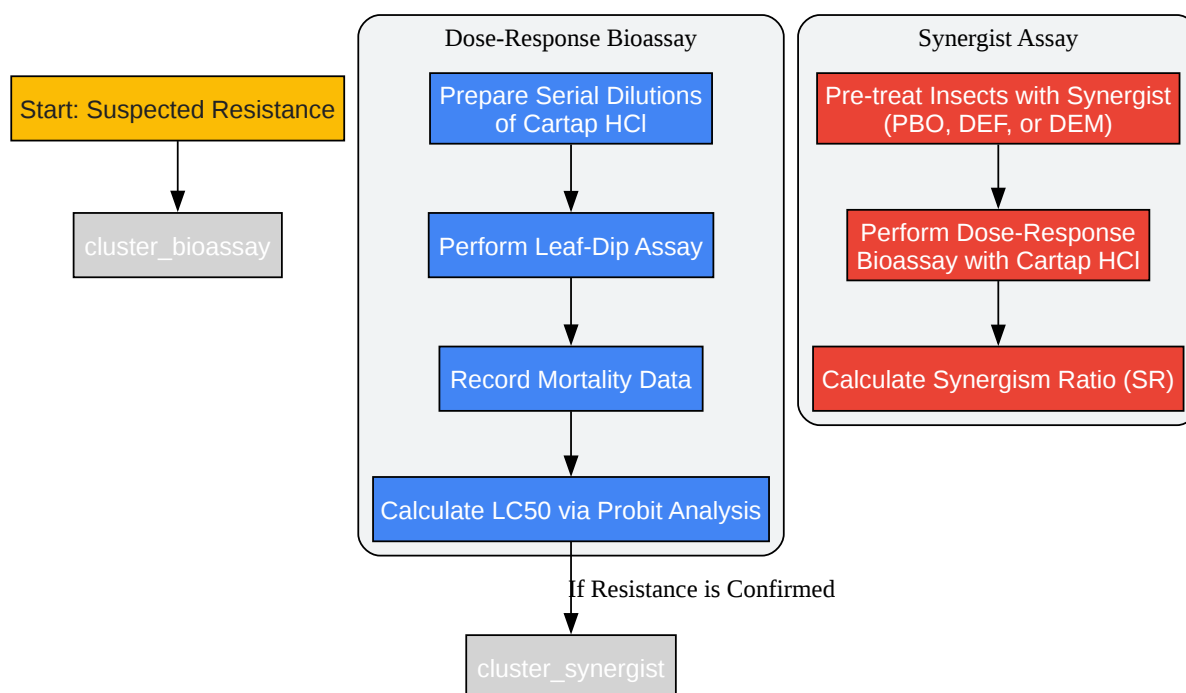 Start: Suspected Resistance
cluster_bioassay
Dose-Response Bioassay
Prepare Serial Dilutions
of Cartap HCl
Perform Leaf-Dip Assay
Record Mortality Data
Calculate LC50 via Probit Analysis
If Resistance is Confirmed
cluster_synergist
Synergist Assay
Pre-treat Insects with Synergist
(PBO, DEF, or DEM)
Perform Dose-Response
Bioassay with Cartap HCl
Calculate Synergism Ratio (SR)